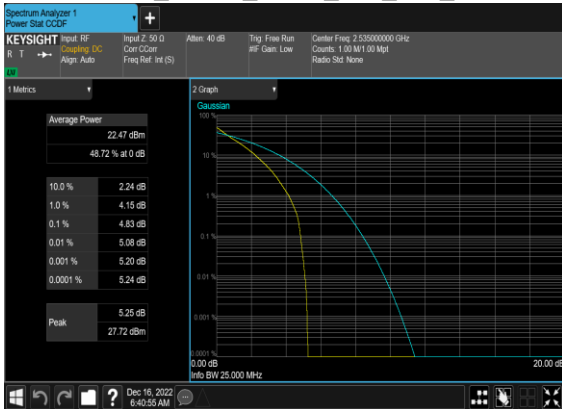 Spectrum Analyzer 1
Power Stat CCDF
KEYSIGHT
R T
LXI
Input: RF
Coupling: DC
Align: Auto
Input Z: 50 Ω
Corr CCorr
Freq Ref: Int (S)
Atten: 40 dB
Trig: Free Run
#IF Gain: Low
Center Freq: 2.535000000 GHz
Counts: 1.00 M/1.00 Mpt
Radio Std: None
1 Metrics
Average Power
22.47 dBm
48.72 % at 0 dB
10.0 % 2.24 dB
1.0 % 4.15 dB
0.1 % 4.83 dB
0.01 % 5.08 dB
0.001 % 5.20 dB
0.0001 % 5.24 dB
Peak
5.25 dB
27.72 dBm
2 Graph
Gaussian
100 %
10 %
1 %
0.1 %
0.01 %
0.001 %
0.0001 %
0.00 dB
20.00 dB
Info BW 25.000 MHz
?
Dec 16, 2022
6:40:55 AM